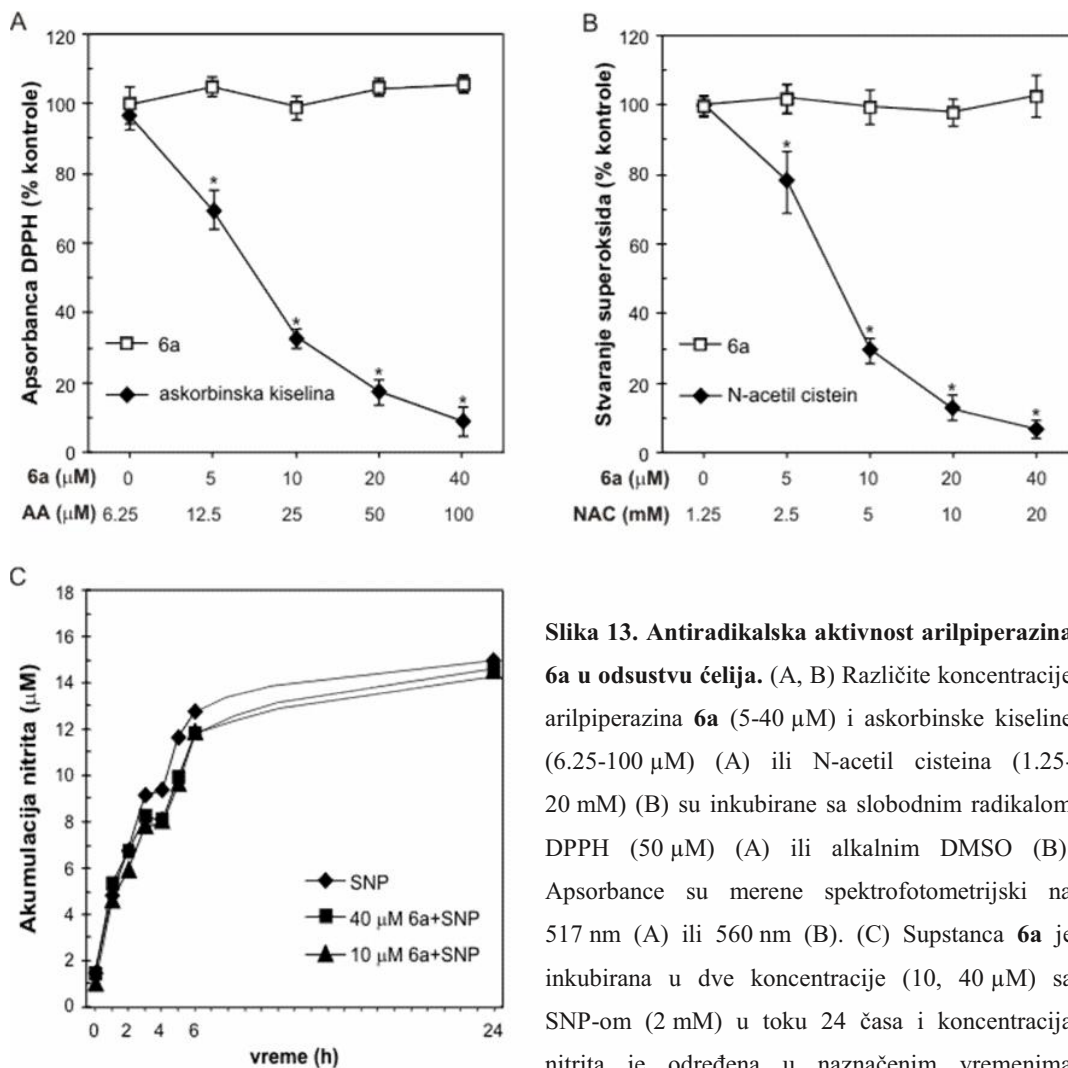 A
Apsorbanca DPPH (% kontrole)
120
100
80
60
40
20
0
6a
askorbinska kiselina
* * * *
6a (μM) 0 5 10 20 40
AA (μM) 6.25 12.5 25 50 100
B
Stvaranje superoksida (% kontrole)
120
100
80
60
40
20
0
6a
N-acetil cistein
* * * *
6a (μM) 0 5 10 20 40
NAC (mM) 1.25 2.5 5 10 20
C
Akumulacija nitrita (μM)
18
16
14
12
10
8
6
4
2
0
SNP
40 μM 6a+SNP
10 μM 6a+SNP
0 2 4 6 24
vreme (h)
Slika 13. Antiradikalska aktivnost arilpiperazina
6a u odsustvu ćelija. (A, B) Različite koncentracije
arilpiperazina 6a (5-40 μM) i askorbinske kiseline
(6.25-100 μM) (A) ili N-acetil cisteina (1.25-
20 mM) (B) su inkubirane sa slobodnim radikalom
DPPH (50 μM) (A) ili alkalnim DMSO (B).
Apsorbance su merene spektrofotometrijski na
517 nm (A) ili 560 nm (B). (C) Supstanca 6a je
inkubirana u dve koncentracije (10, 40 μM) sa
SNP-om (2 mM) u toku 24 časa i koncentracija
nitrita je određena u naznačenim vremenima